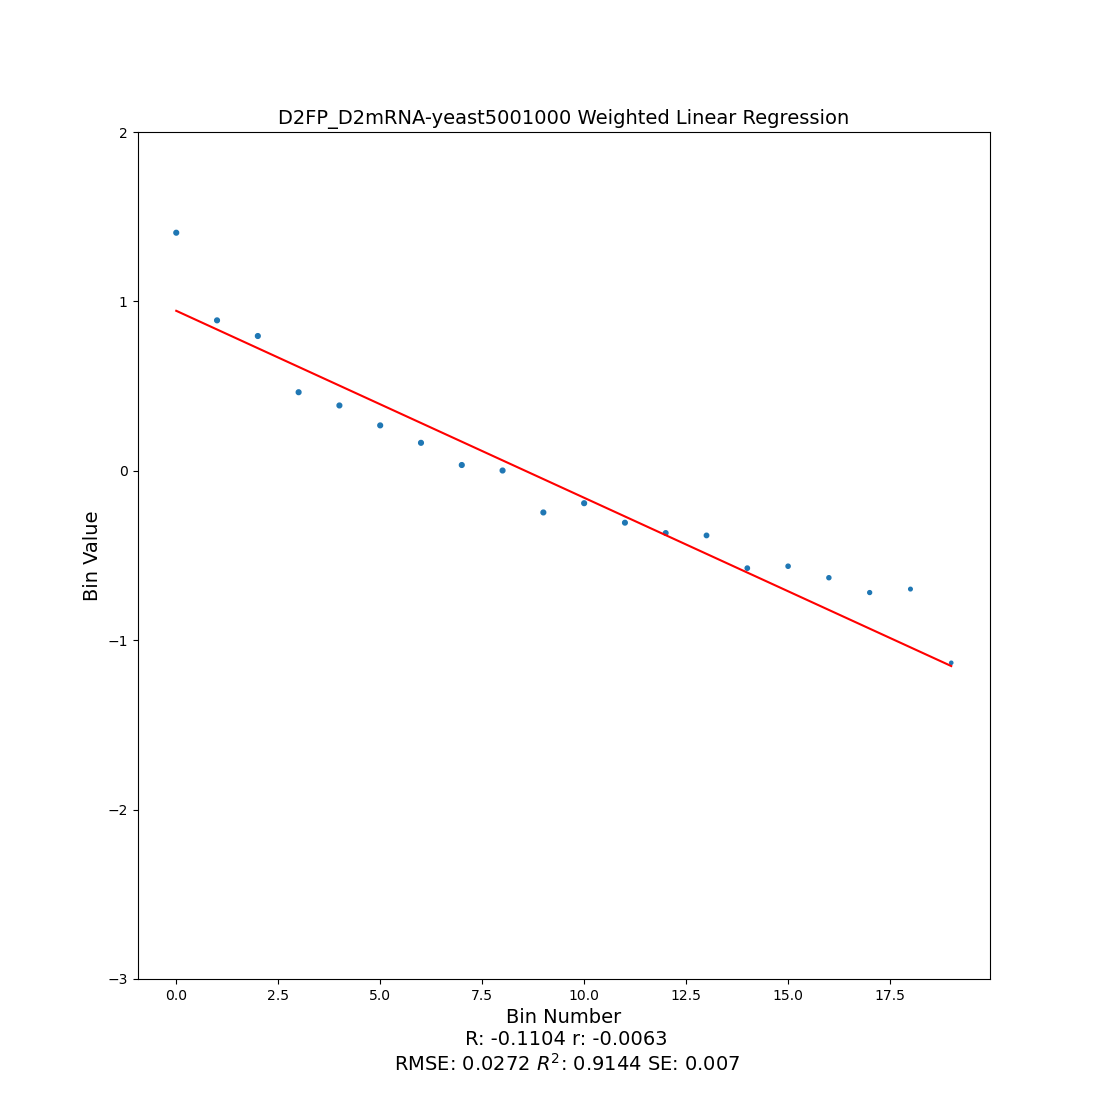 D2FP_D2mRNA-yeast5001000 Weighted Linear Regression
2
1
0
−1
−2
−3
Bin Value
0.0 2.5 5.0 7.5 10.0 12.5 15.0 17.5
Bin Number
R: -0.1104 r: -0.0063
RMSE: 0.0272 R²: 0.9144 SE: 0.007